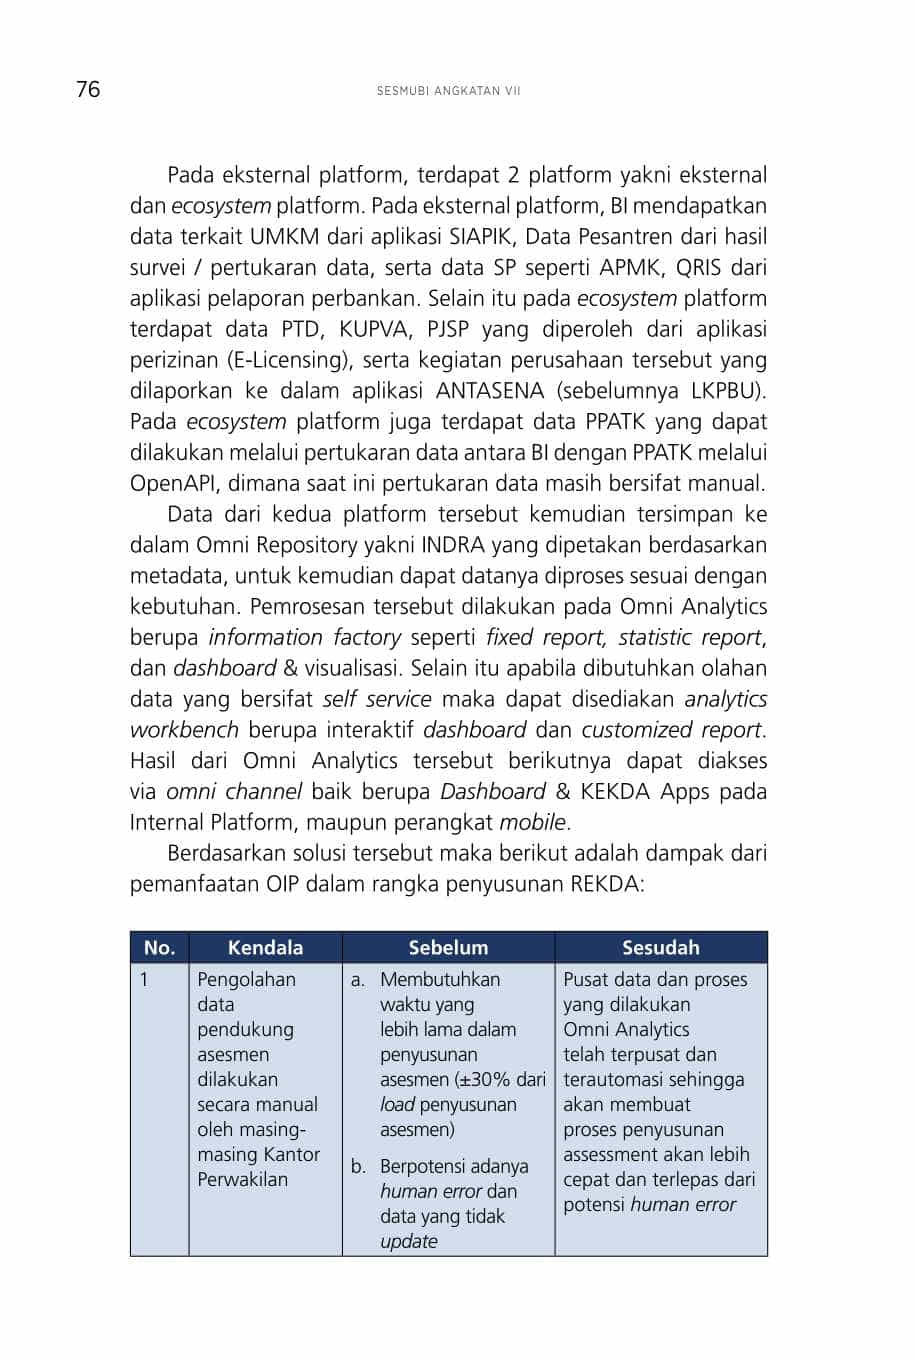 76
SESMUBI ANGKATAN VII
Pada eksternal platform, terdapat 2 platform yakni eksternal
dan ecosystem platform. Pada eksternal platform, BI mendapatkan
data terkait UMKM dari aplikasi SIAPIK, Data Pesantren dari hasil
survei / pertukaran data, serta data SP seperti APMK, QRIS dari
aplikasi pelaporan perbankan. Selain itu pada ecosystem platform
terdapat data PTD, KUPVA, PJSP yang diperoleh dari aplikasi
perizinan (E-Licensing), serta kegiatan perusahaan tersebut yang
dilaporkan ke dalam aplikasi ANTASENA (sebelumnya LKPBU).
Pada ecosystem platform juga terdapat data PPATK yang dapat
dilakukan melalui pertukaran data antara BI dengan PPATK melalui
OpenAPI, dimana saat ini pertukaran data masih bersifat manual.
Data dari kedua platform tersebut kemudian tersimpan ke
dalam Omni Repository yakni INDRA yang dipetakan berdasarkan
metadata, untuk kemudian dapat datanya diproses sesuai dengan
kebutuhan. Pemrosesan tersebut dilakukan pada Omni Analytics
berupa information factory seperti fixed report, statistic report,
dan dashboard & visualisasi. Selain itu apabila dibutuhkan olahan
data yang bersifat self service maka dapat disediakan analytics
workbench berupa interaktif dashboard dan customized report.
Hasil dari Omni Analytics tersebut berikutnya dapat diakses
via omni channel baik berupa Dashboard & KEKDA Apps pada
Internal Platform, maupun perangkat mobile.
Berdasarkan solusi tersebut maka berikut adalah dampak dari
pemanfaatan OIP dalam rangka penyusunan REKDA:
No. Kendala Sebelum Sesudah
1
Pengolahan
data
pendukung
asesmen
dilakukan
secara manual
oleh masing-
masing Kantor
Perwakilan
a. Membutuhkan
waktu yang
lebih lama dalam
penyusunan
asesmen (±30% dari
load penyusunan
asesmen)
b. Berpotensi adanya
human error dan
data yang tidak
update
Pusat data dan proses
yang dilakukan
Omni Analytics
telah terpusat dan
terautomasi sehingga
akan membuat
proses penyusunan
assessment akan lebih
cepat dan terlepas dari
potensi human error